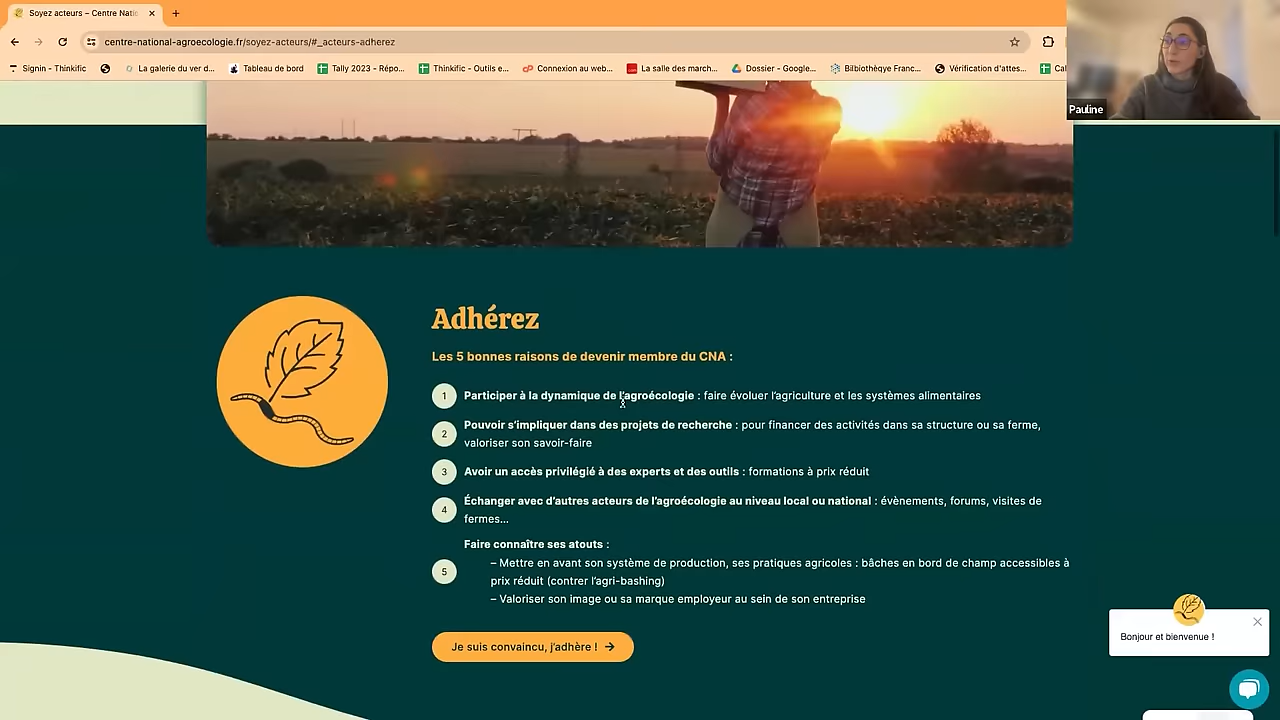 Soyez acteurs – Centre Natio
centre-national-agroecologie.fr/soyez-acteurs/#_acteurs-adherez
Signin - Thinkific
La galerie du ver d...
Tableau de bord
Tally 2023 - Répo...
Thinkific - Outils e...
Connexion au web...
La salle des march...
Dossier - Google...
Bilbiothèqye Franc...
Vérification d'attes...
Cal
Pauline
Adhérez
Les 5 bonnes raisons de devenir membre du CNA :
1 Participer à la dynamique de l'agroécologie : faire évoluer l'agriculture et les systèmes alimentaires
2 Pouvoir s'impliquer dans des projets de recherche : pour financer des activités dans sa structure ou sa ferme,
valoriser son savoir-faire
3 Avoir un accès privilégié à des experts et des outils : formations à prix réduit
4 Échanger avec d'autres acteurs de l'agroécologie au niveau local ou national : évènements, forums, visites de
fermes...
Faire connaître ses atouts :
5 – Mettre en avant son système de production, ses pratiques agricoles : bâches en bord de champ accessibles à
prix réduit (contrer l'agri-bashing)
– Valoriser son image ou sa marque employeur au sein de son entreprise
Je suis convaincu, j'adhère ! →
Bonjour et bienvenue !